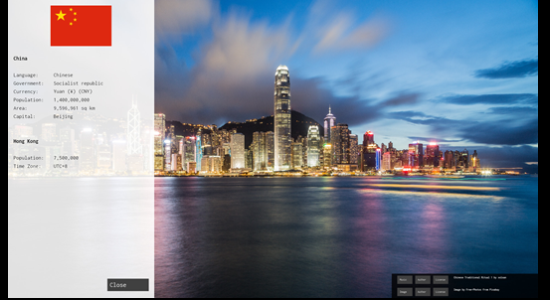 China
Language: Chinese
Government: Socialist republic
Currency: Yuan (¥) (CNY)
Population: 1,400,000,000
Area: 9,596,961 sq km
Capital: Beijing
Hong Kong
Population: 7,500,000
Time Zone: UTC+8
Close